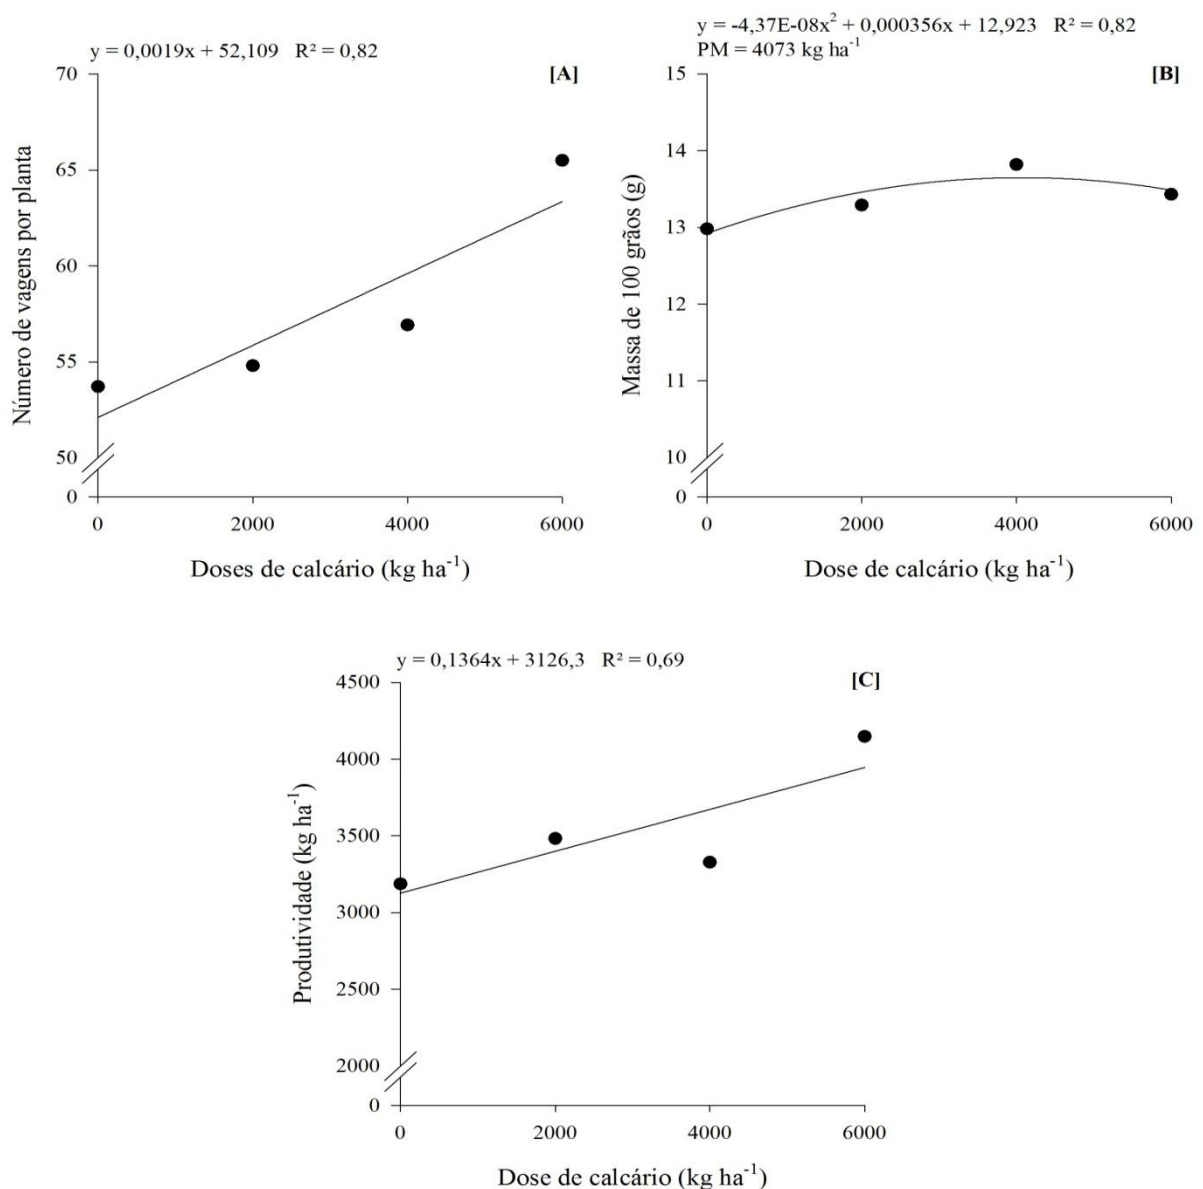 y = 0,0019x + 52,109 R² = 0,82
[A]
70
65
60
55
50
0
Número de vagens por planta
0 2000 4000 6000
Doses de calcário (kg ha⁻¹)
y = -4,37E-08x² + 0,000356x + 12,923 R² = 0,82
PM = 4073 kg ha⁻¹
[B]
15
14
13
12
11
10
0
Massa de 100 grãos (g)
0 2000 4000 6000
Dose de calcário (kg ha⁻¹)
y = 0,1364x + 3126,3 R² = 0,69
[C]
4500
4000
3500
3000
2500
2000
0
Produtividade (kg ha⁻¹)
0 2000 4000 6000
Dose de calcário (kg ha⁻¹)